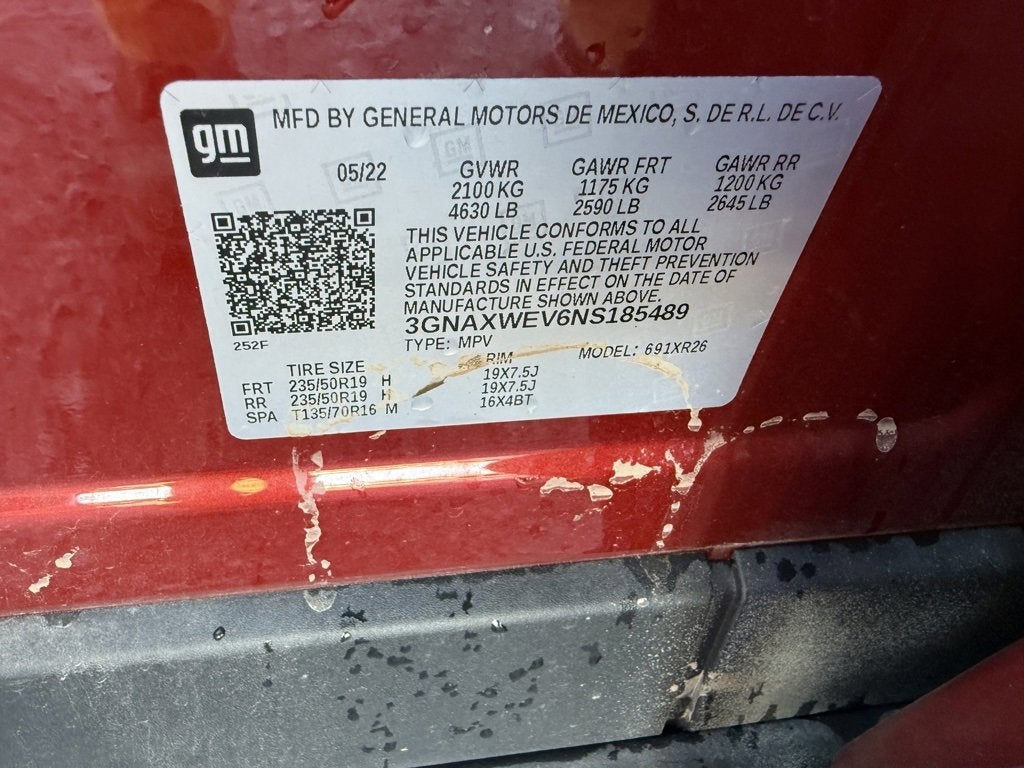 gm
MFD BY GENERAL MOTORS DE MEXICO, S. DE R.L. DE C.V.
05/22 GVWR GAWR FRT GAWR RR
2100 KG 1175 KG 1200 KG
4630 LB 2590 LB 2645 LB
THIS VEHICLE CONFORMS TO ALL
APPLICABLE U.S. FEDERAL MOTOR
VEHICLE SAFETY AND THEFT PREVENTION
STANDARDS IN EFFECT ON THE DATE OF
MANUFACTURE SHOWN ABOVE.
3GNAXWEV6NS185489
252F
TYPE: MPV MODEL: 691XR26
TIRE SIZE RIM
FRT 235/50R19 H 19X7.5J
RR 235/50R19 H 19X7.5J
SPA T135/70R16 M 16X4BT